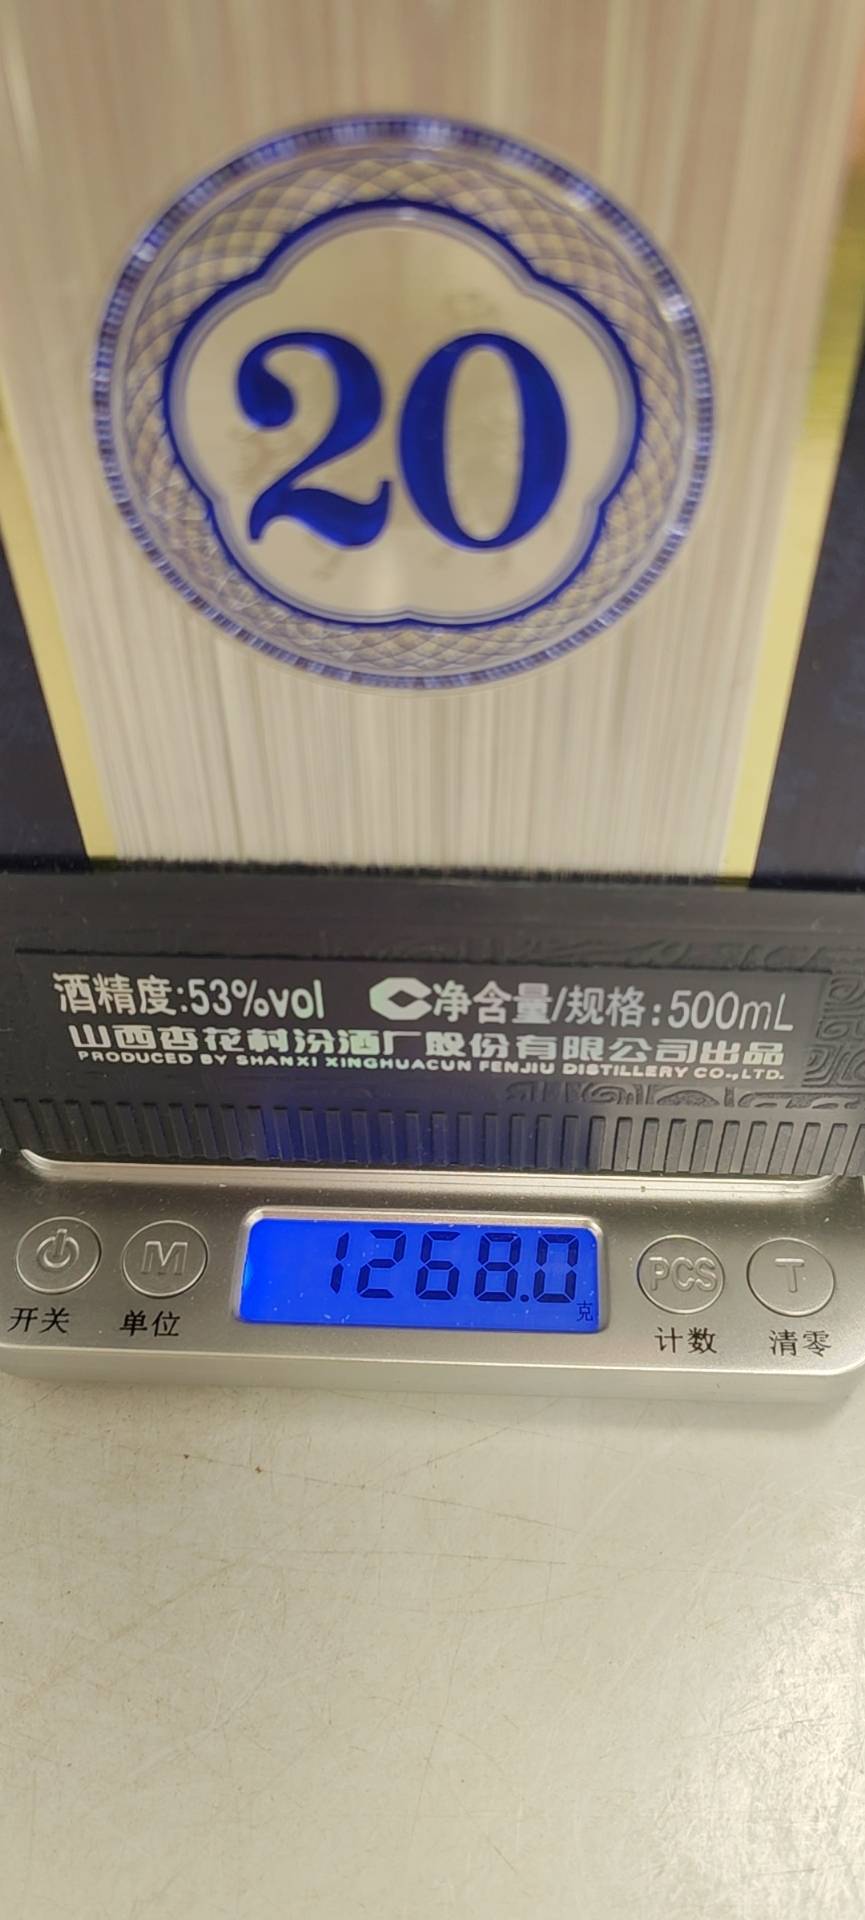 20
酒精度:53%vol 净含量/规格:500mL
山西杏花村汾酒厂股份有限公司出品
PRODUCED BY SHANXI XINGHUACUN FENJIU DISTILLERY CO.,LTD.
M 1268.0 克 PCS T
开关 单位 计数 清零